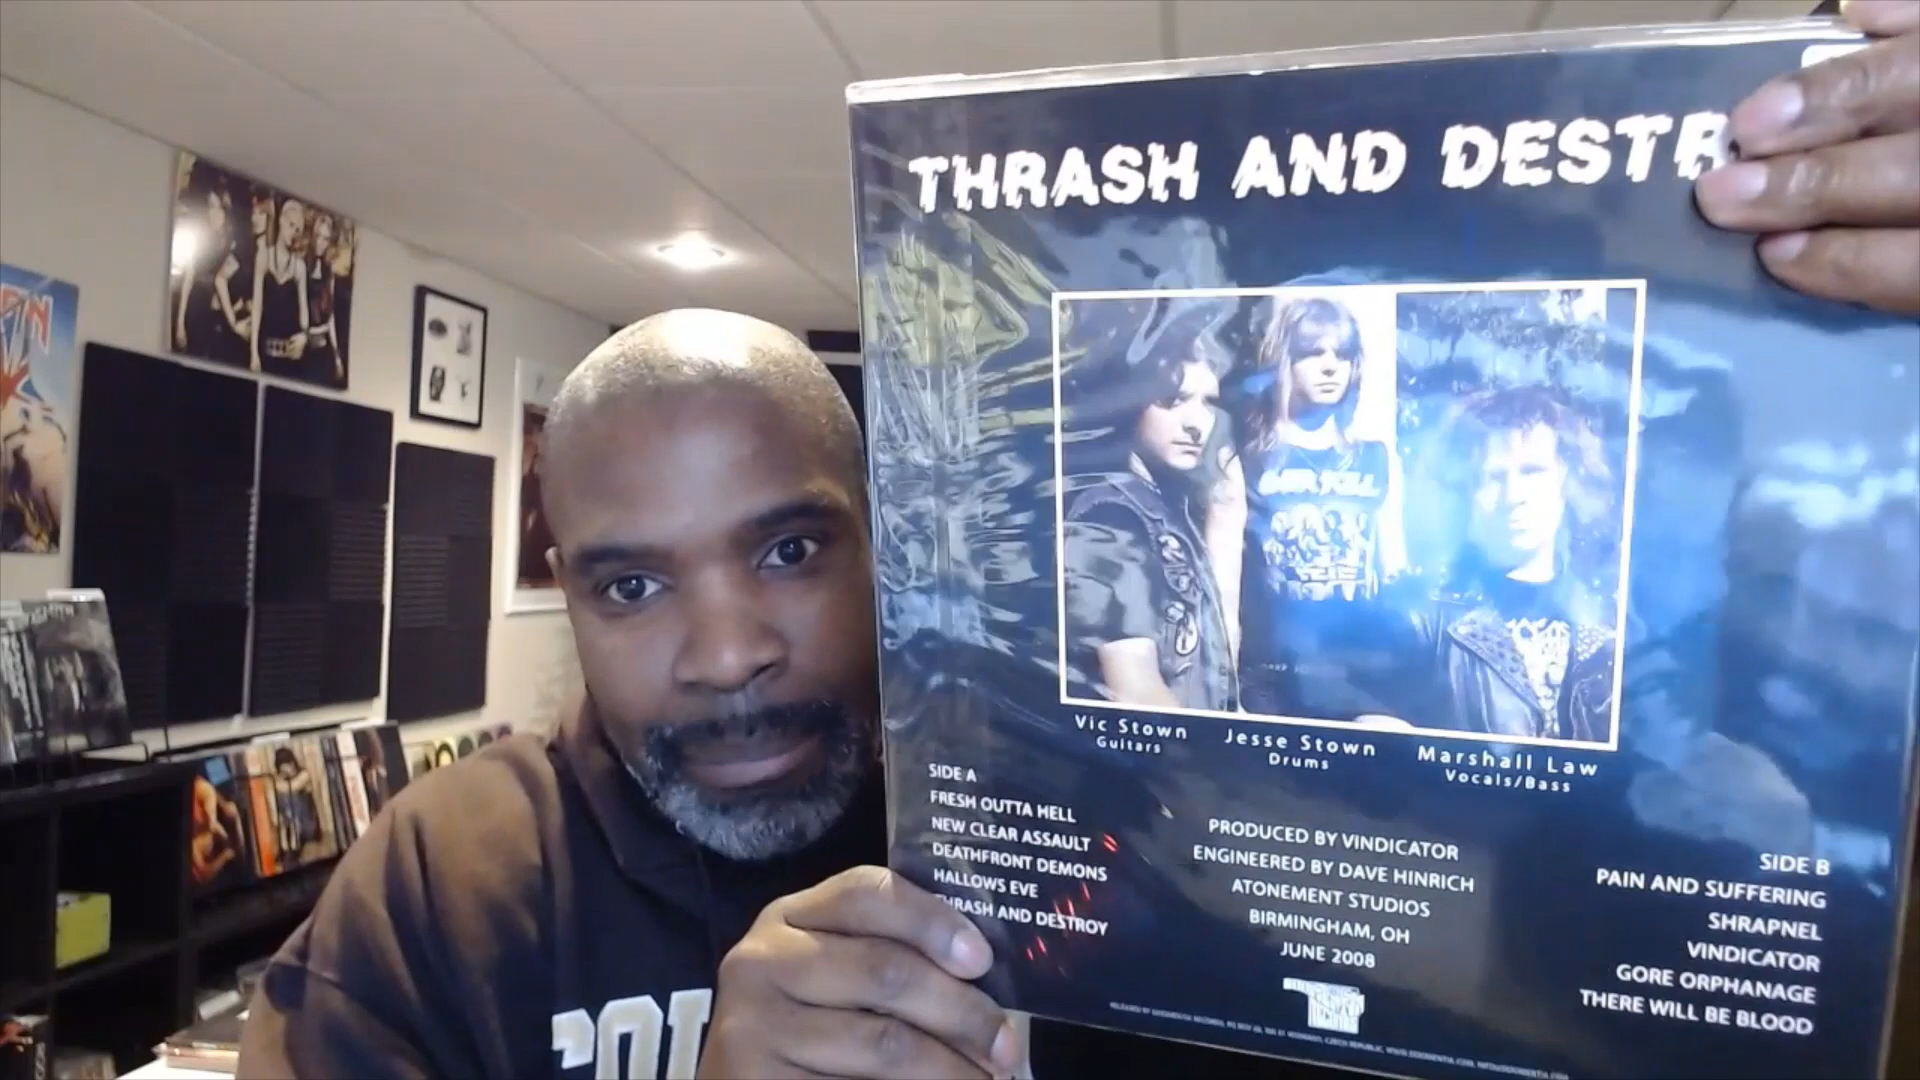 THRASH AND DESTR
OVERKILL
Vic Stown
Guitars
Jesse Stown
Drums
Marshall Law
Vocals/Bass
SIDE A
FRESH OUTTA HELL
NEW CLEAR ASSAULT
DEATHFRONT DEMONS
HALLOWS EVE
THRASH AND DESTROY
PRODUCED BY VINDICATOR
ENGINEERED BY DAVE HINRICH
ATONEMENT STUDIOS
BIRMINGHAM, OH
JUNE 2008
SIDE B
PAIN AND SUFFERING
SHRAPNEL
VINDICATOR
GORE ORPHANAGE
THERE WILL BE BLOOD